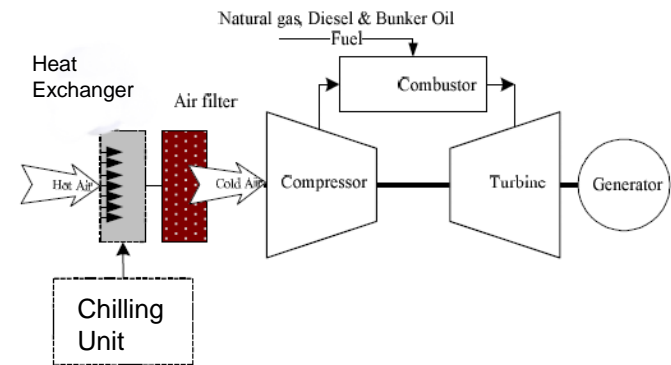 Natural gas, Diesel & Bunker Oil
Fuel
Heat
Exchanger
Air filter
Combustor
Hot Air
Cold Air
Compressor
Turbine
Generator
Chilling
Unit